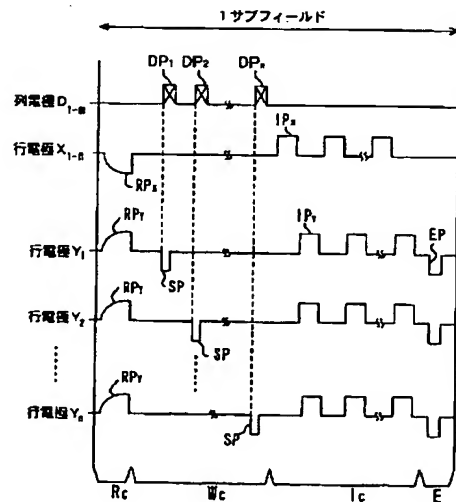 1サブフィールド
DP1 DP2 DPn
列電極 D1-m
IPX
行電極 X1-n
RPX
RPY IPY EP
行電極 Y1
SP
RPY
行電極 Y2
SP
RPY
行電極 Yn
SP
Rc Wc Ic E